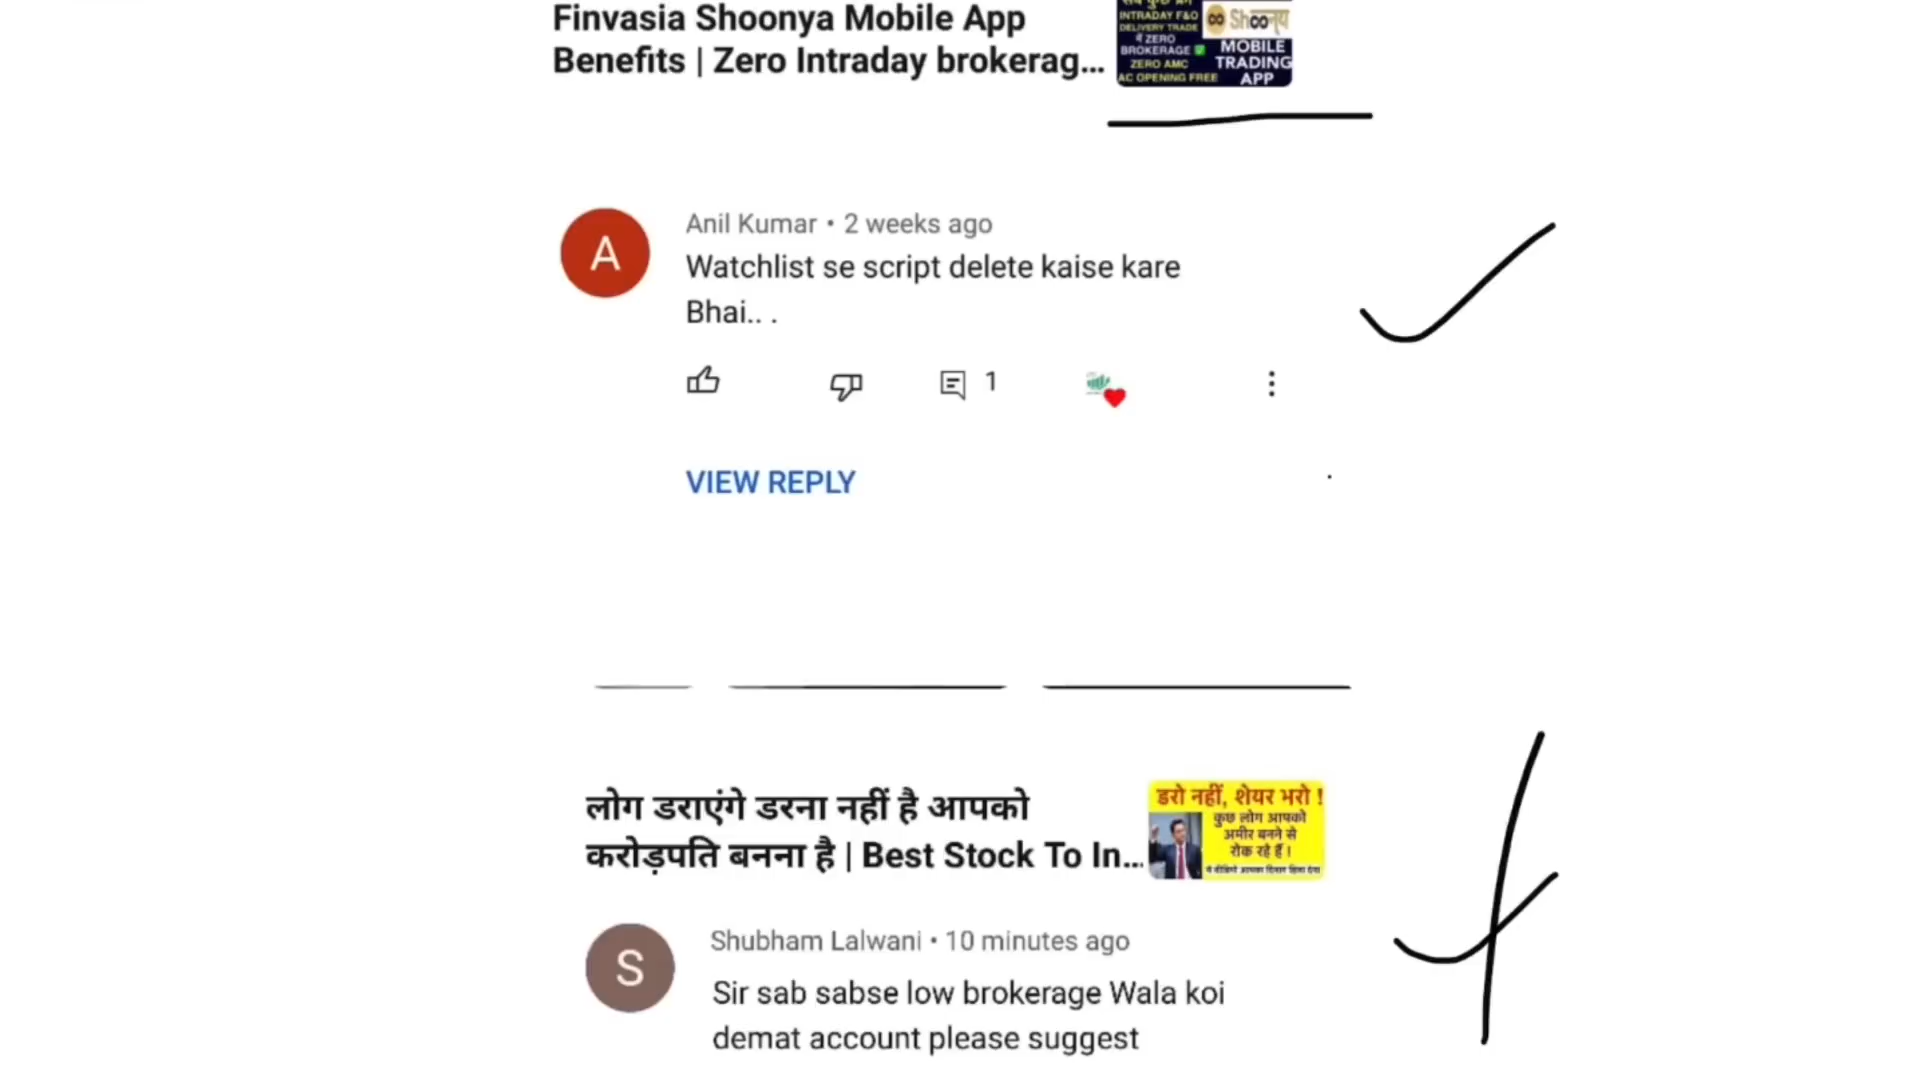 Finvasia Shoonya Mobile App
Benefits | Zero Intraday brokerag...
INTRADAY F&O
DELIVERY TRADE
में ZERO
BROKERAGE
ZERO AMC
AC OPENING FREE
Shoonय
MOBILE
TRADING
APP
A
Anil Kumar • 2 weeks ago
Watchlist se script delete kaise kare
Bhai.. .
1
VIEW REPLY
लोग डराएंगे डरना नहीं है आपको
करोड़पति बनना है | Best Stock To In...
डरो नहीं, शेयर भरो !
कुछ लोग आपको
अमीर बनने से
रोक रहे हैं !
ये वीडियो आपका दिमाग हिला देगा
S
Shubham Lalwani • 10 minutes ago
Sir sab sabse low brokerage Wala koi
demat account please suggest